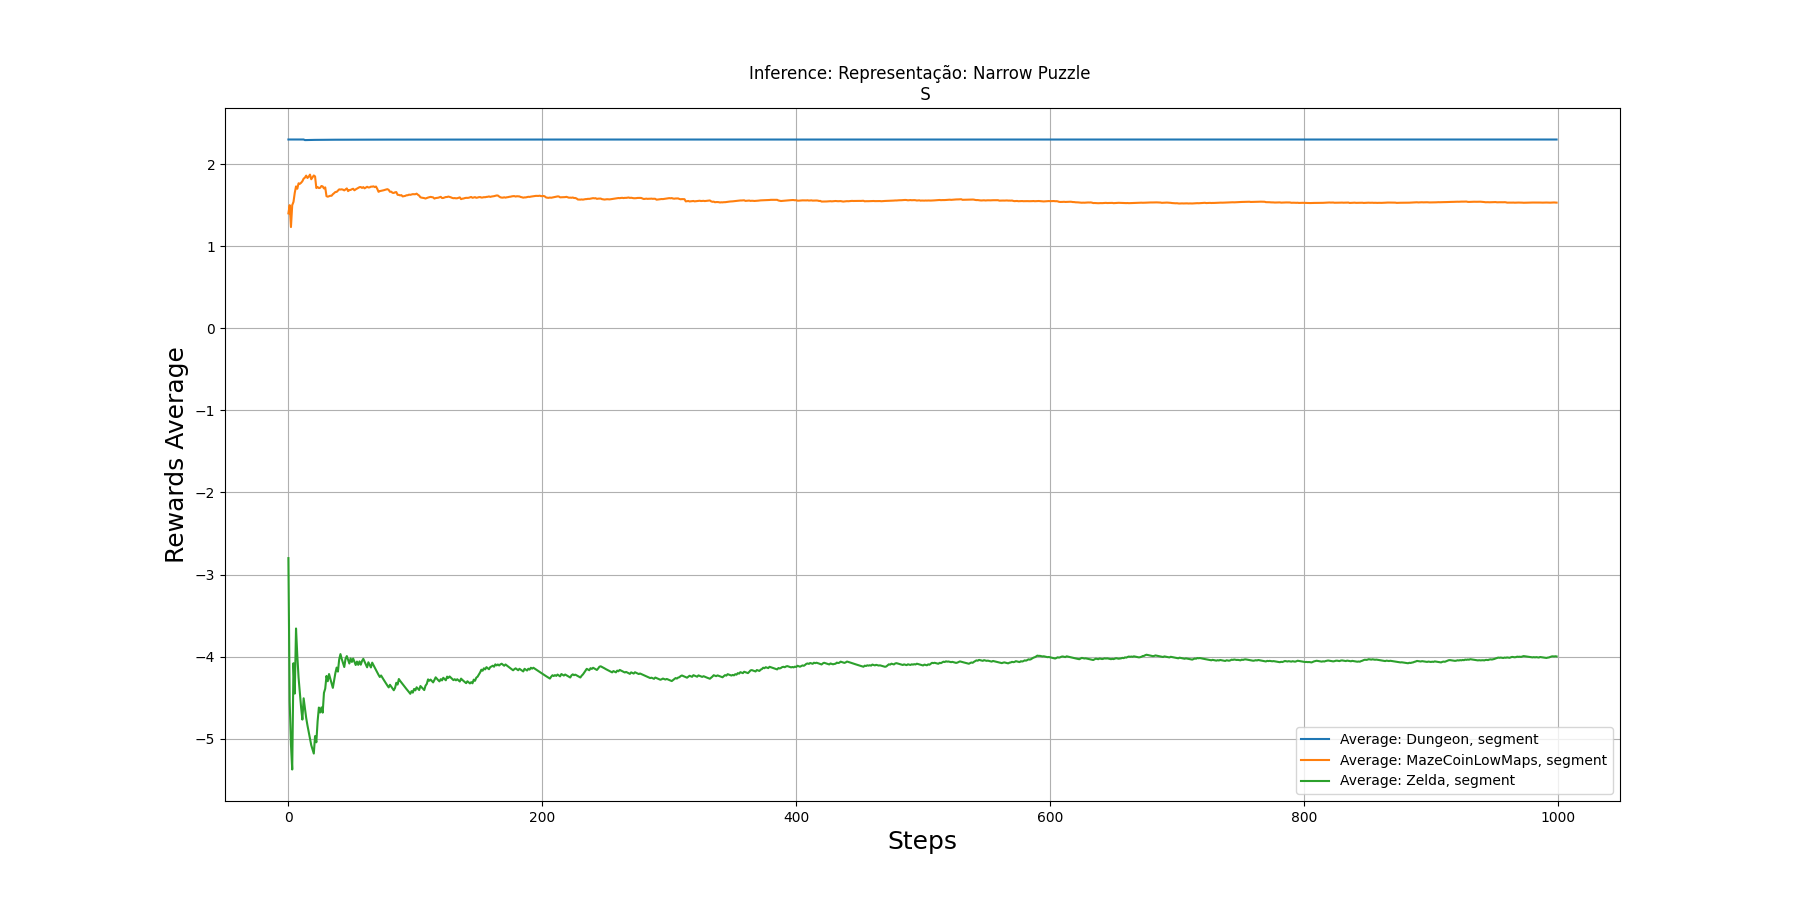 Inference: Representação: Narrow Puzzle
S
Rewards Average
2
1
0
−1
−2
−3
−4
−5
0 200 400 600 800 1000
Steps
Average: Dungeon, segment
Average: MazeCoinLowMaps, segment
Average: Zelda, segment